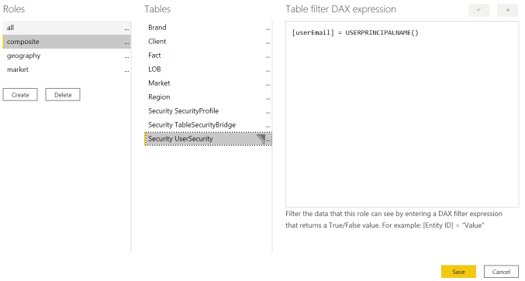 Roles
all ...
composite ...
geography ...
market ...
Create Delete
Tables
Brand ...
Client ...
Fact ...
LOB ...
Market ...
Region ...
Security SecurityProfile ...
Security TableSecurityBridge ...
Security UserSecurity ...
Table filter DAX expression
[userEmail] = USERPRINCIPALNAME()
Filter the data that this role can see by entering a DAX filter expression
that returns a True/False value. For example: [Entity ID] = "Value"
Save Cancel